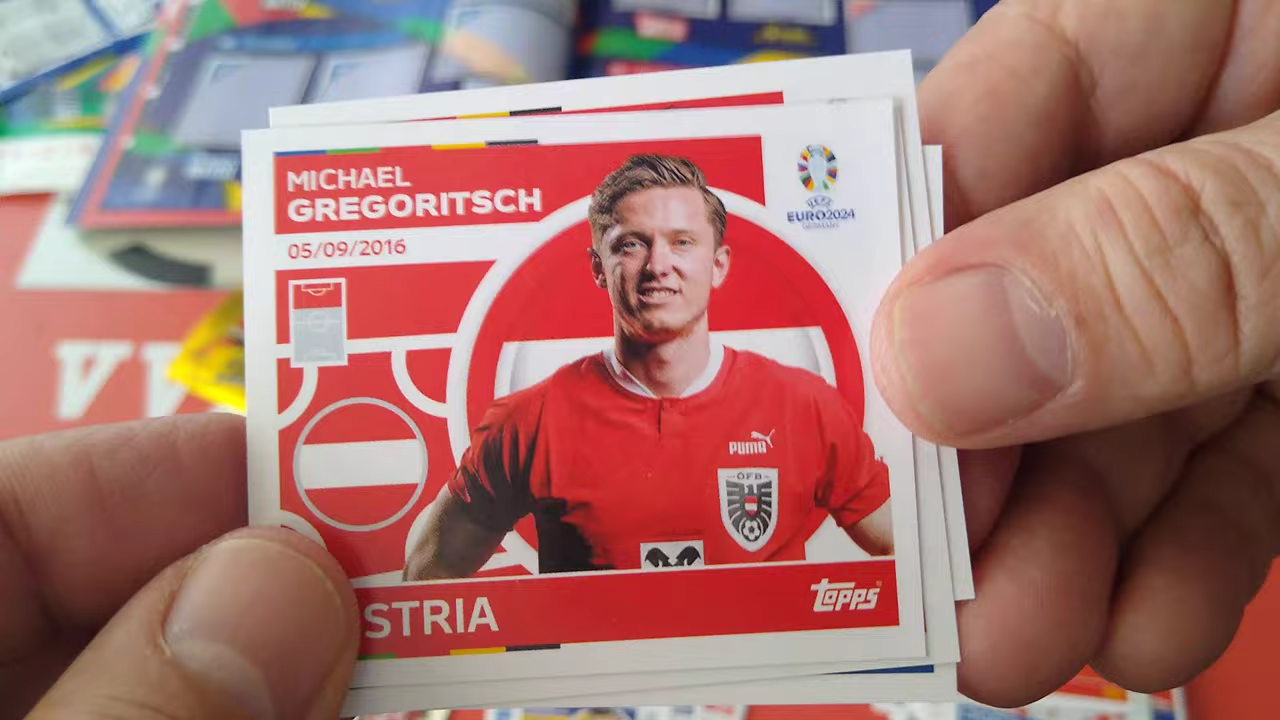 MICHAEL
GREGORITSCH
05/09/2016
UEFA
EURO2024
GERMANY
PUMA
ÖFB
STRIA
TOPPS